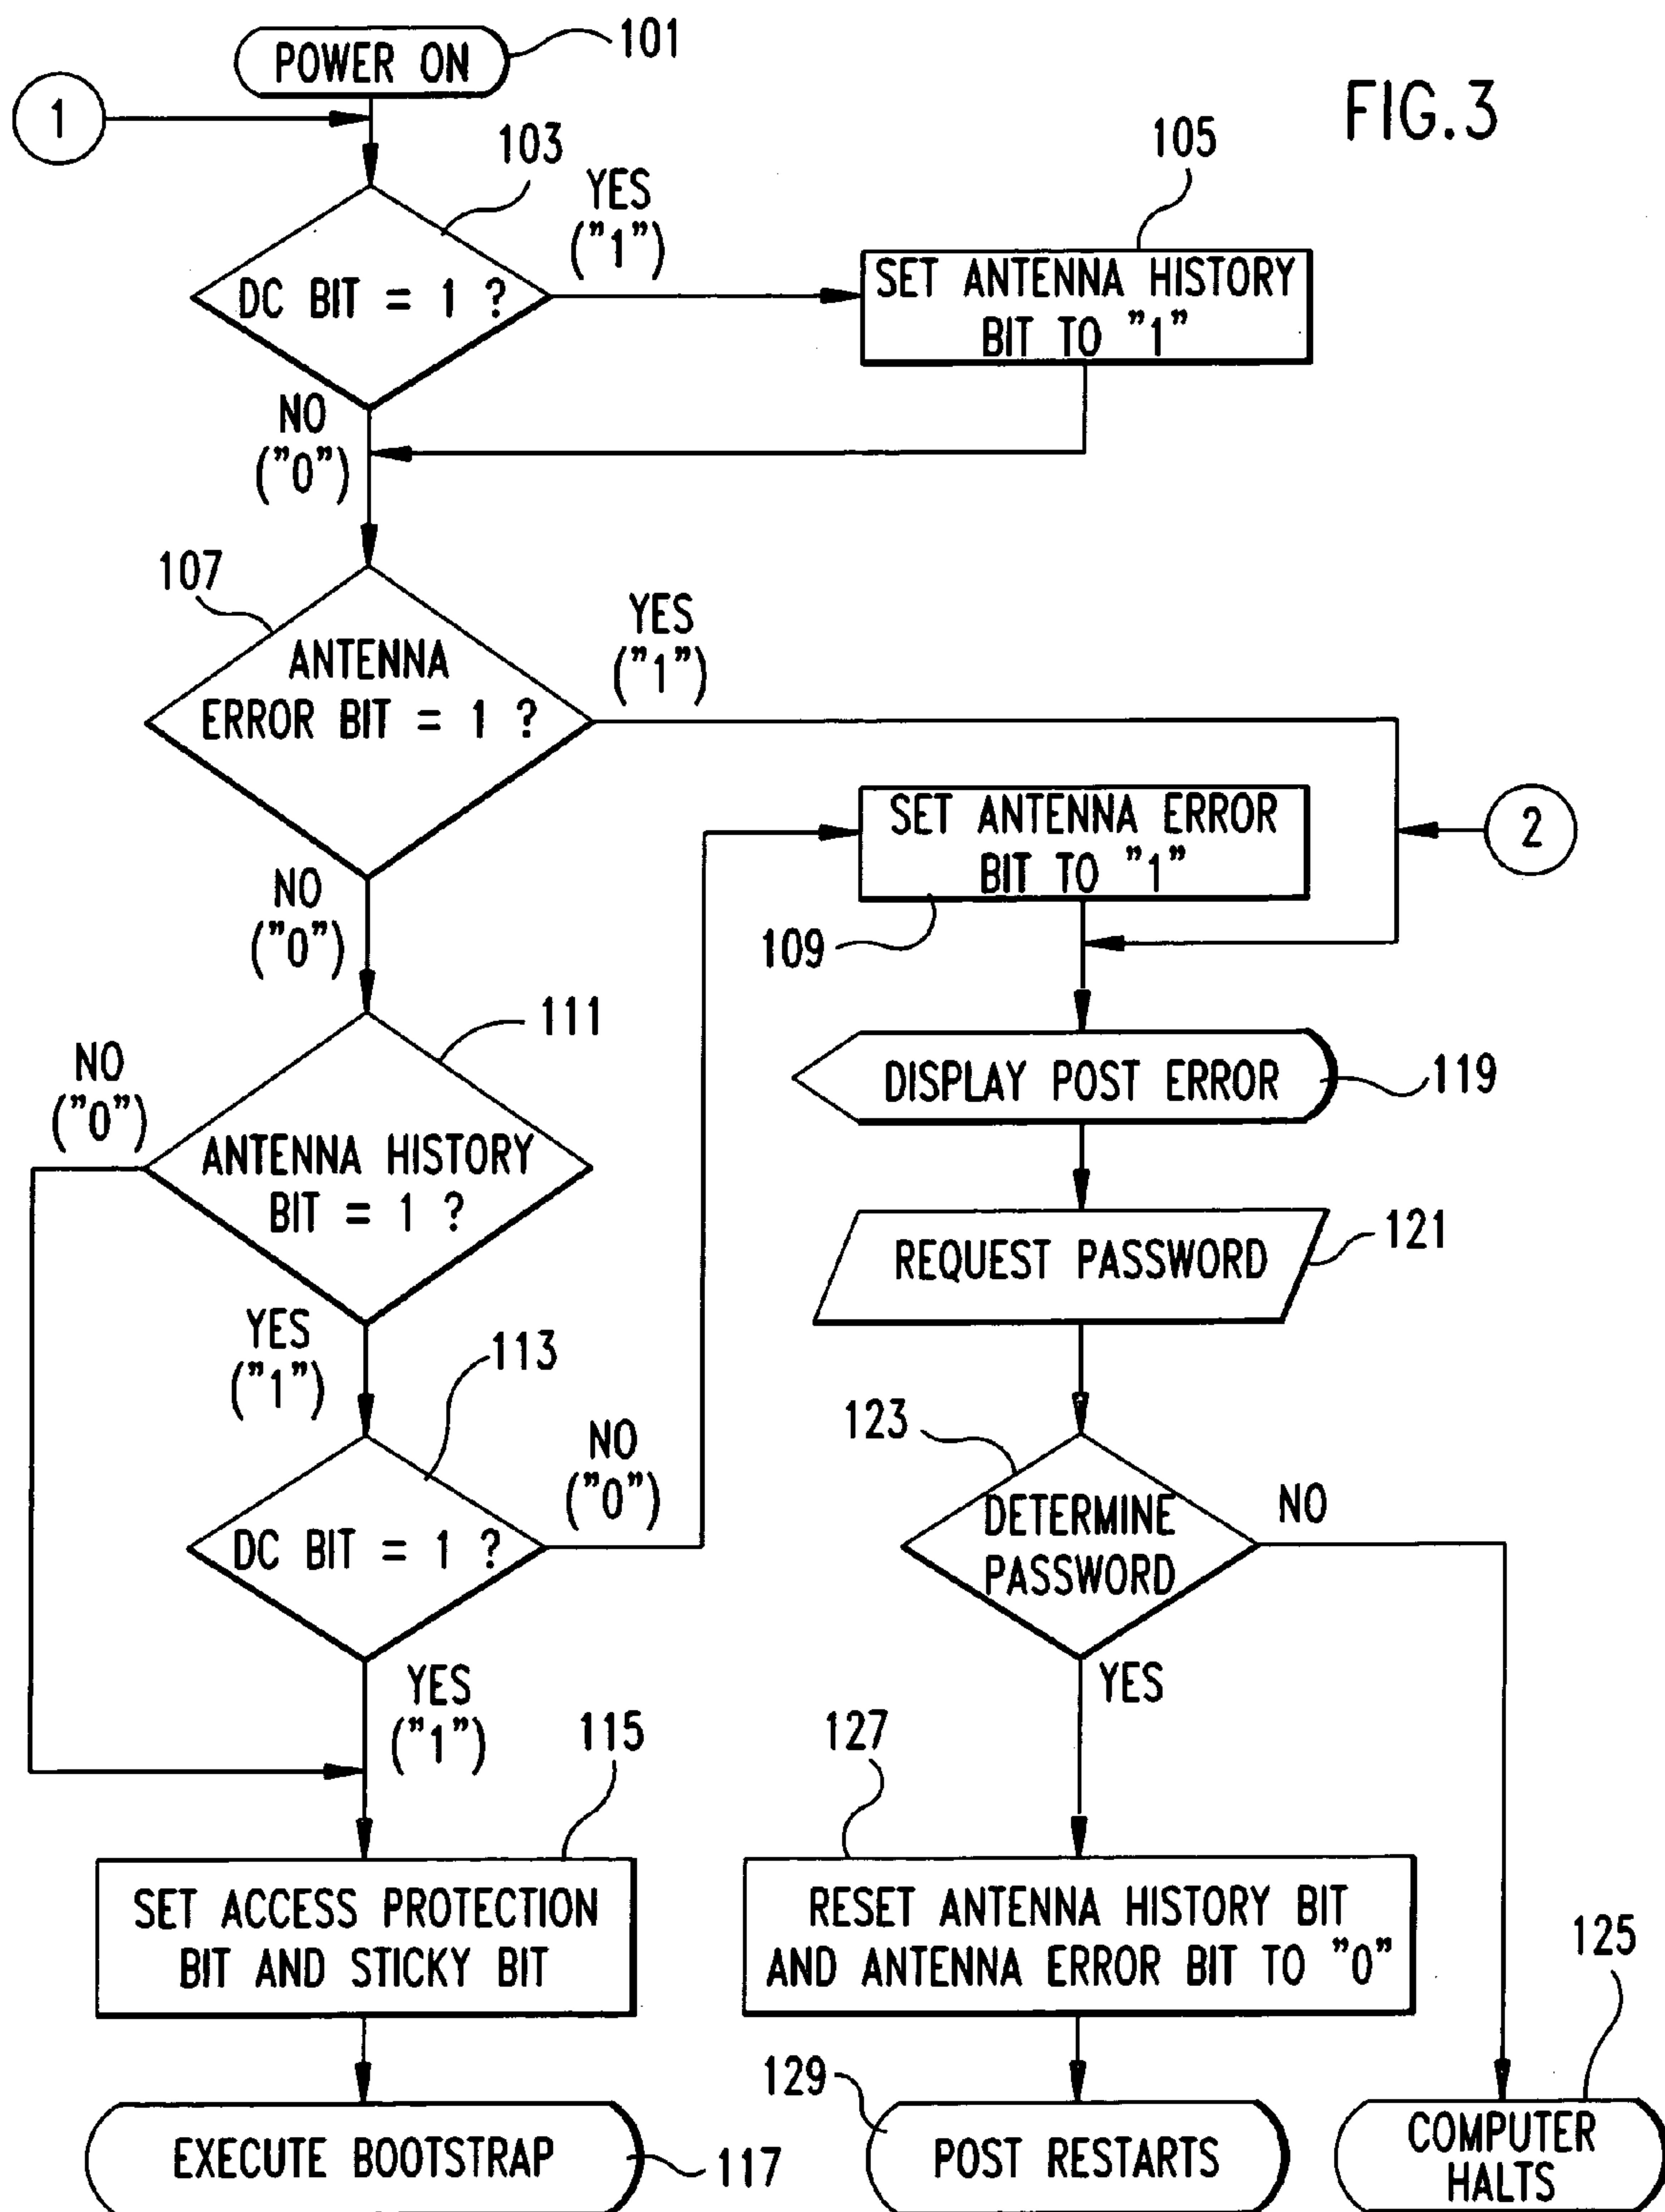 POWER ON
101
1
FIG.3
103
YES
("1")
105
DC BIT = 1 ?
SET ANTENNA HISTORY
BIT TO "1"
NO
("0")
107
YES
("1")
ANTENNA
ERROR BIT = 1 ?
SET ANTENNA ERROR
BIT TO "1"
2
NO
("0")
109
111
NO
("0")
DISPLAY POST ERROR
119
ANTENNA HISTORY
BIT = 1 ?
REQUEST PASSWORD
121
YES
("1")
113
123
NO
("0")
DC BIT = 1 ?
DETERMINE
PASSWORD
NO
YES
("1")
YES
115
127
SET ACCESS PROTECTION
BIT AND STICKY BIT
RESET ANTENNA HISTORY BIT
AND ANTENNA ERROR BIT TO "0"
125
129
EXECUTE BOOTSTRAP
117
POST RESTARTS
COMPUTER
HALTS